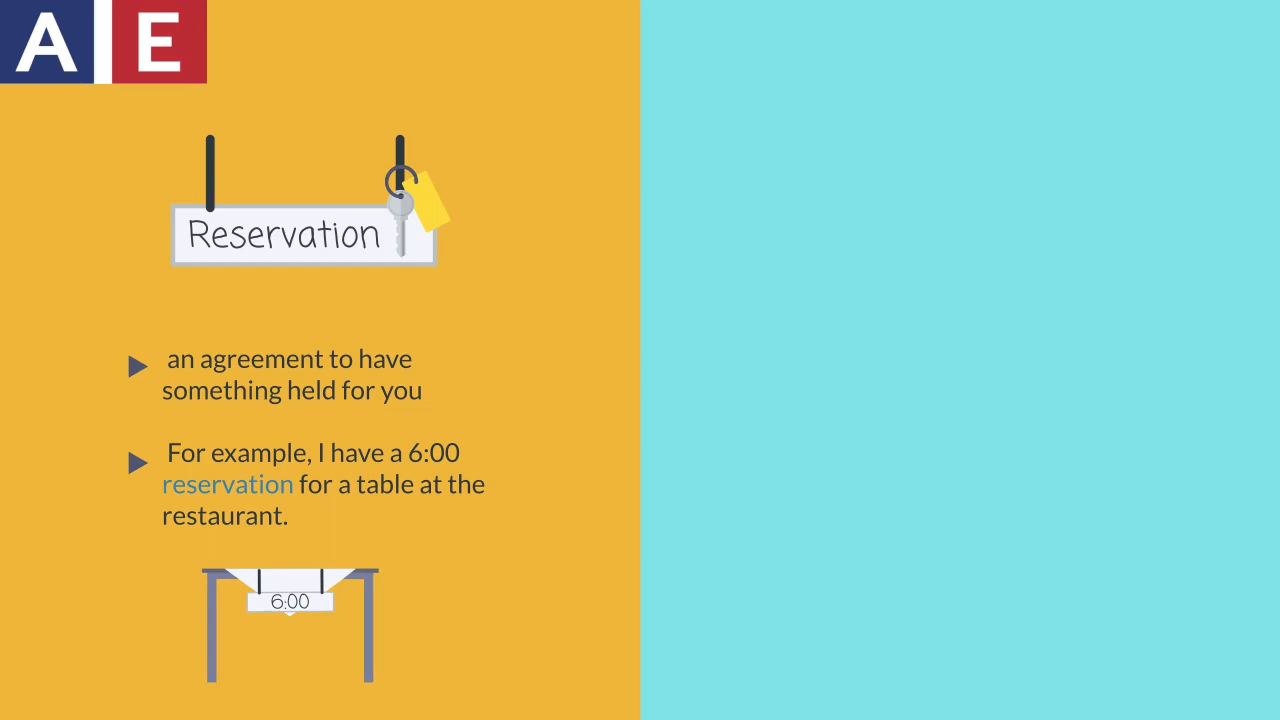 A E
Reservation
an agreement to have
something held for you
For example, I have a 6:00
reservation for a table at the
restaurant.
6:00